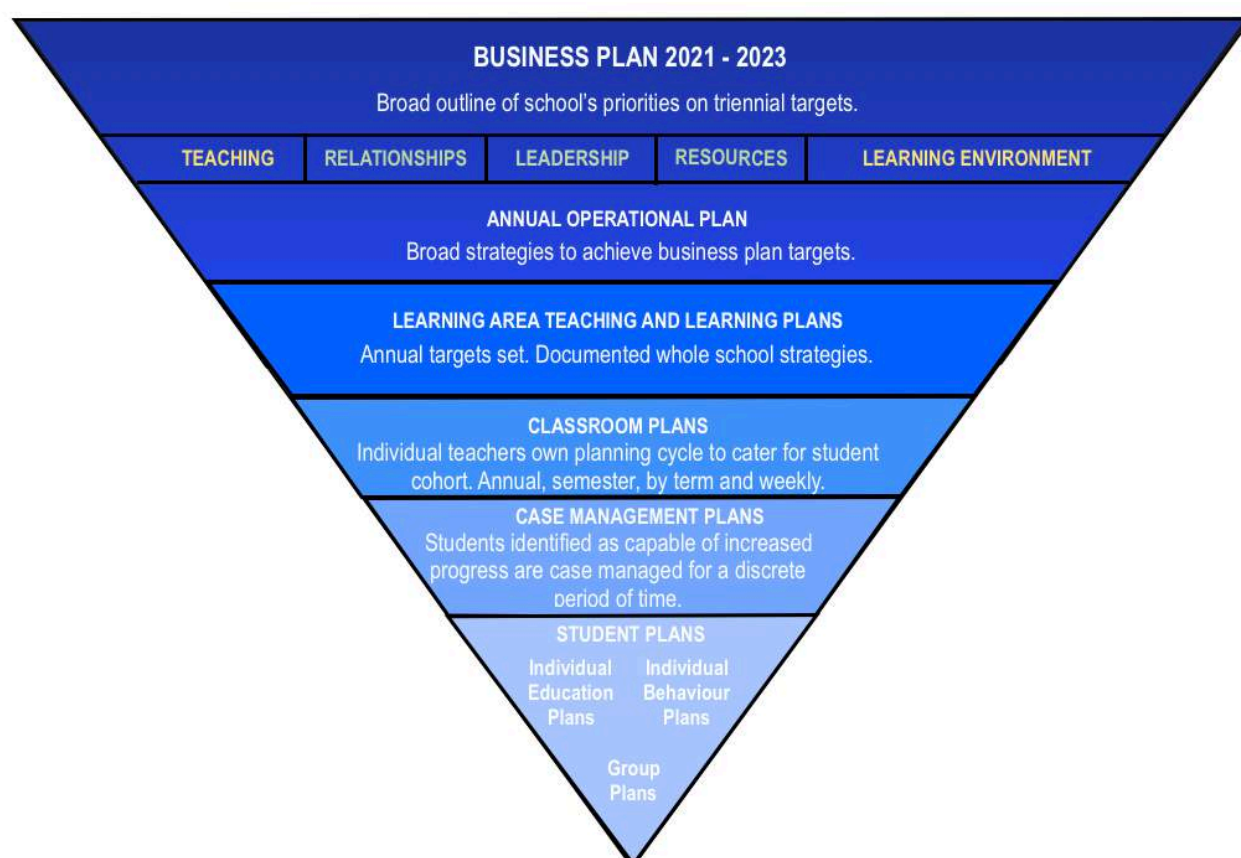 BUSINESS PLAN 2021 - 2023
Broad outline of school's priorities on triennial targets.
TEACHING RELATIONSHIPS LEADERSHIP RESOURCES LEARNING ENVIRONMENT
ANNUAL OPERATIONAL PLAN
Broad strategies to achieve business plan targets.
LEARNING AREA TEACHING AND LEARNING PLANS
Annual targets set. Documented whole school strategies.
CLASSROOM PLANS
Individual teachers own planning cycle to cater for student
cohort. Annual, semester, by term and weekly.
CASE MANAGEMENT PLANS
Students identified as capable of increased
progress are case managed for a discrete
period of time.
STUDENT PLANS
Individual
Education
Plans
Individual
Behaviour
Plans
Group
Plans